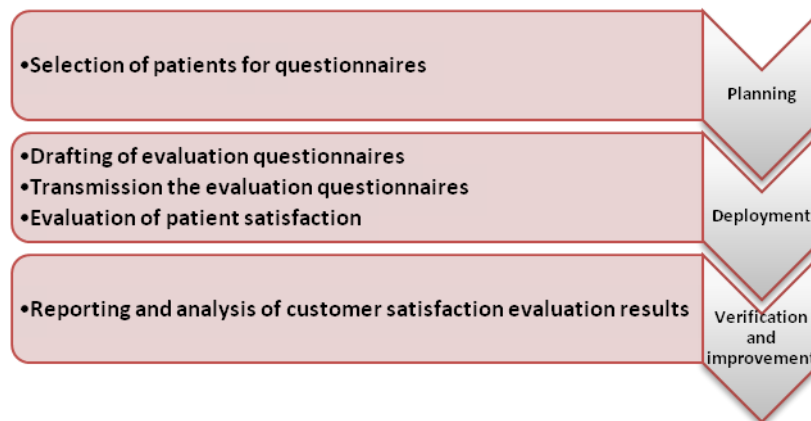 •Selection of patients for questionnaires
Planning
•Drafting of evaluation questionnaires
•Transmission the evaluation questionnaires
•Evaluation of patient satisfaction
Deployment
•Reporting and analysis of customer satisfaction evaluation results
Verification
and
improvement